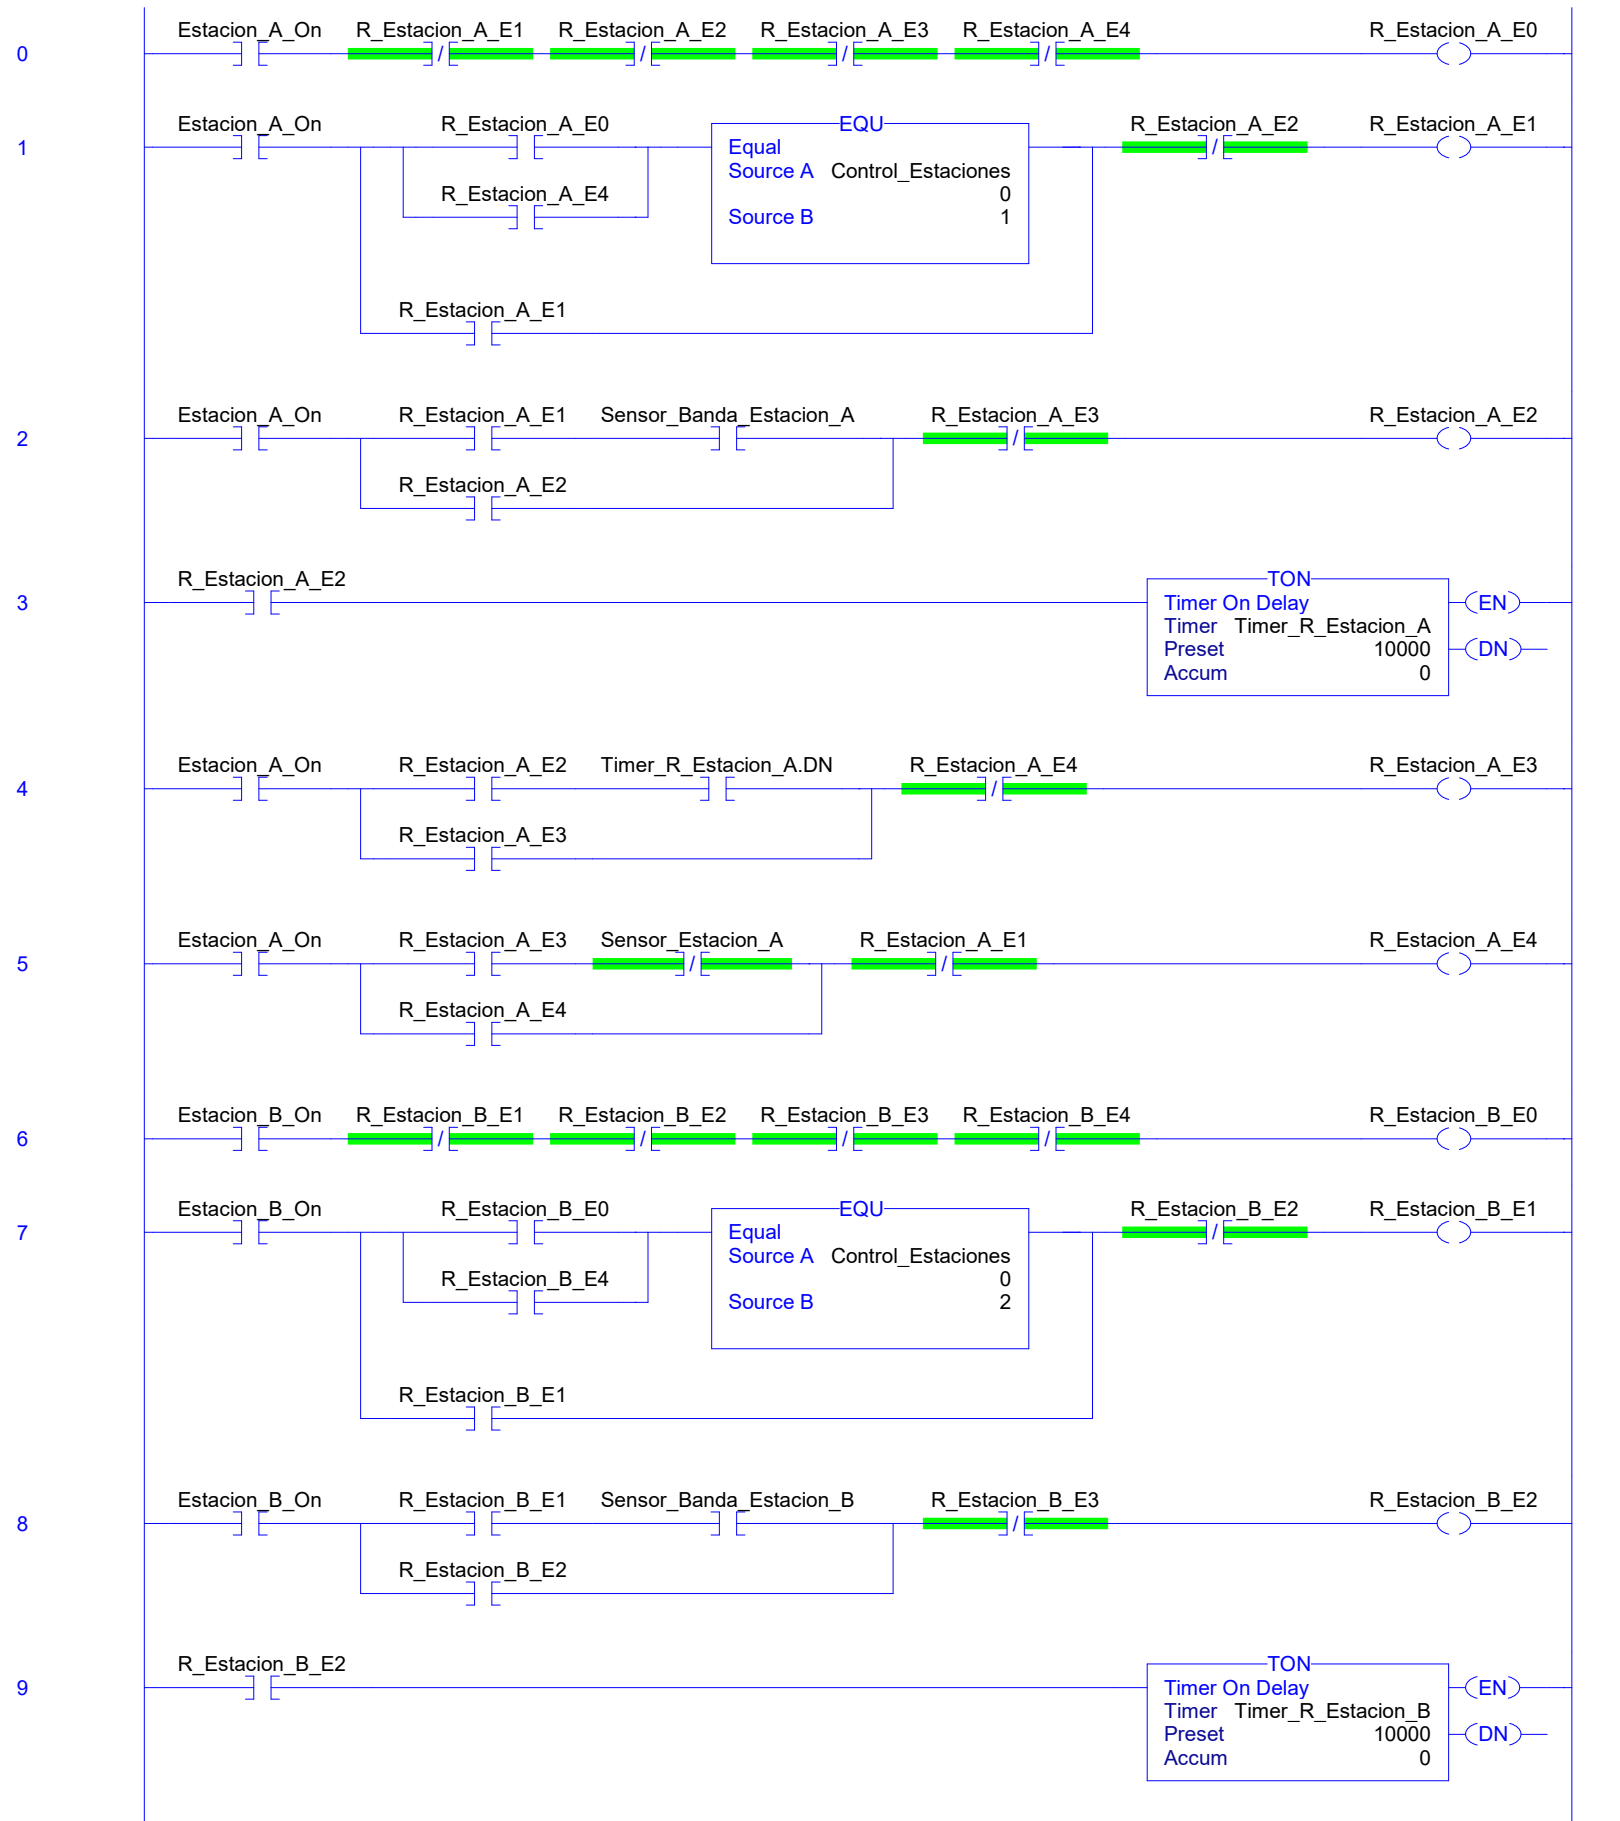 Estacion_A_On R_Estacion_A_E1 R_Estacion_A_E2 R_Estacion_A_E3 R_Estacion_A_E4 R_Estacion_A_E0
0 / / / /
Estacion_A_On R_Estacion_A_E0 EQU R_Estacion_A_E2 R_Estacion_A_E1
1 Equal /
Source A Control_Estaciones
R_Estacion_A_E4 0
Source B 1
R_Estacion_A_E1
Estacion_A_On R_Estacion_A_E1 Sensor_Banda_Estacion_A R_Estacion_A_E3 R_Estacion_A_E2
2 /
R_Estacion_A_E2
R_Estacion_A_E2 TON
3 Timer On Delay EN
Timer Timer_R_Estacion_A
Preset 10000 DN
Accum 0
Estacion_A_On R_Estacion_A_E2 Timer_R_Estacion_A.DN R_Estacion_A_E4 R_Estacion_A_E3
4 /
R_Estacion_A_E3
Estacion_A_On R_Estacion_A_E3 Sensor_Estacion_A R_Estacion_A_E1 R_Estacion_A_E4
5 / /
R_Estacion_A_E4
Estacion_B_On R_Estacion_B_E1 R_Estacion_B_E2 R_Estacion_B_E3 R_Estacion_B_E4 R_Estacion_B_E0
6 / / / /
Estacion_B_On R_Estacion_B_E0 EQU R_Estacion_B_E2 R_Estacion_B_E1
7 Equal /
Source A Control_Estaciones
R_Estacion_B_E4 0
Source B 2
R_Estacion_B_E1
Estacion_B_On R_Estacion_B_E1 Sensor_Banda_Estacion_B R_Estacion_B_E3 R_Estacion_B_E2
8 /
R_Estacion_B_E2
R_Estacion_B_E2 TON
9 Timer On Delay EN
Timer Timer_R_Estacion_B
Preset 10000 DN
Accum 0